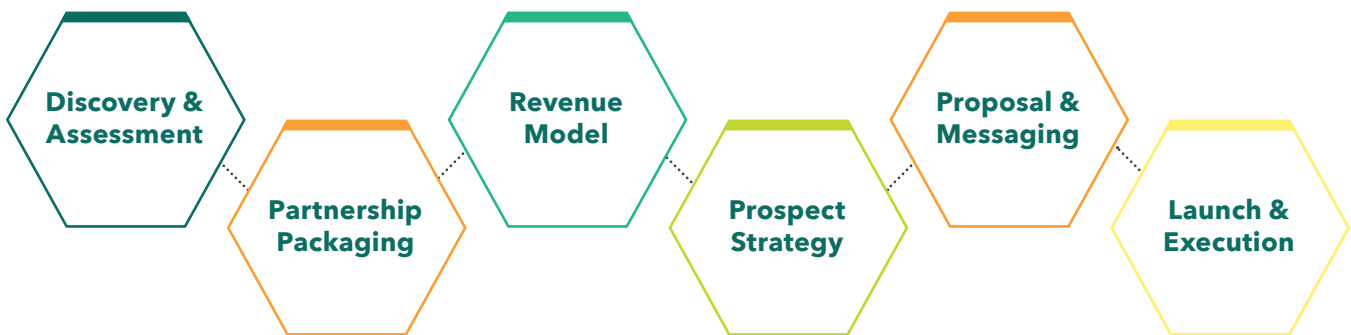 Discovery &
Assessment
Partnership
Packaging
Revenue
Model
Prospect
Strategy
Proposal &
Messaging
Launch &
Execution